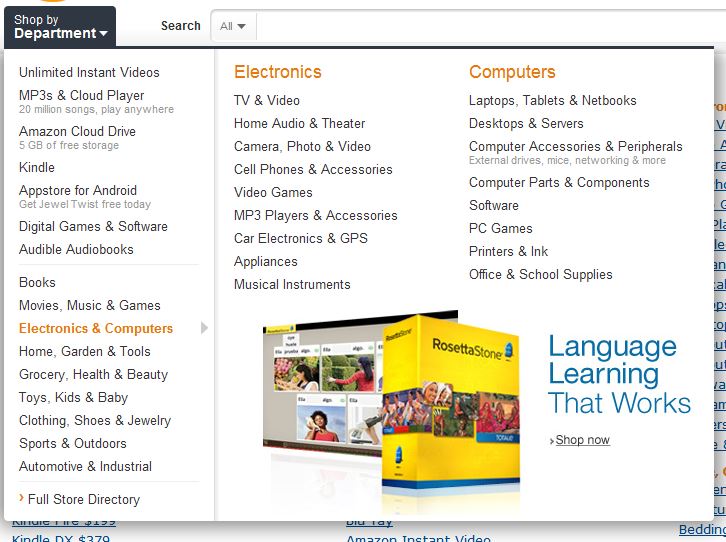 Shop by
Department
Search
All
Unlimited Instant Videos
MP3s & Cloud Player
20 million songs, play anywhere
Amazon Cloud Drive
5 GB of free storage
Kindle
Appstore for Android
Get Jewel Twist free today
Digital Games & Software
Audible Audiobooks
Books
Movies, Music & Games
Electronics & Computers
Home, Garden & Tools
Grocery, Health & Beauty
Toys, Kids & Baby
Clothing, Shoes & Jewelry
Sports & Outdoors
Automotive & Industrial
Full Store Directory
Electronics
TV & Video
Home Audio & Theater
Camera, Photo & Video
Cell Phones & Accessories
Video Games
MP3 Players & Accessories
Car Electronics & GPS
Appliances
Musical Instruments
Computers
Laptops, Tablets & Netbooks
Desktops & Servers
Computer Accessories & Peripherals
External drives, mice, networking & more
Computer Parts & Components
Software
PC Games
Printers & Ink
Office & School Supplies
RosettaStone
RosettaStone
TOTALe
Language
Learning
That Works
Shop now
Kindle Fire $199
Kindle DX $379
Blu-ray
Amazon Instant Video
Bedding